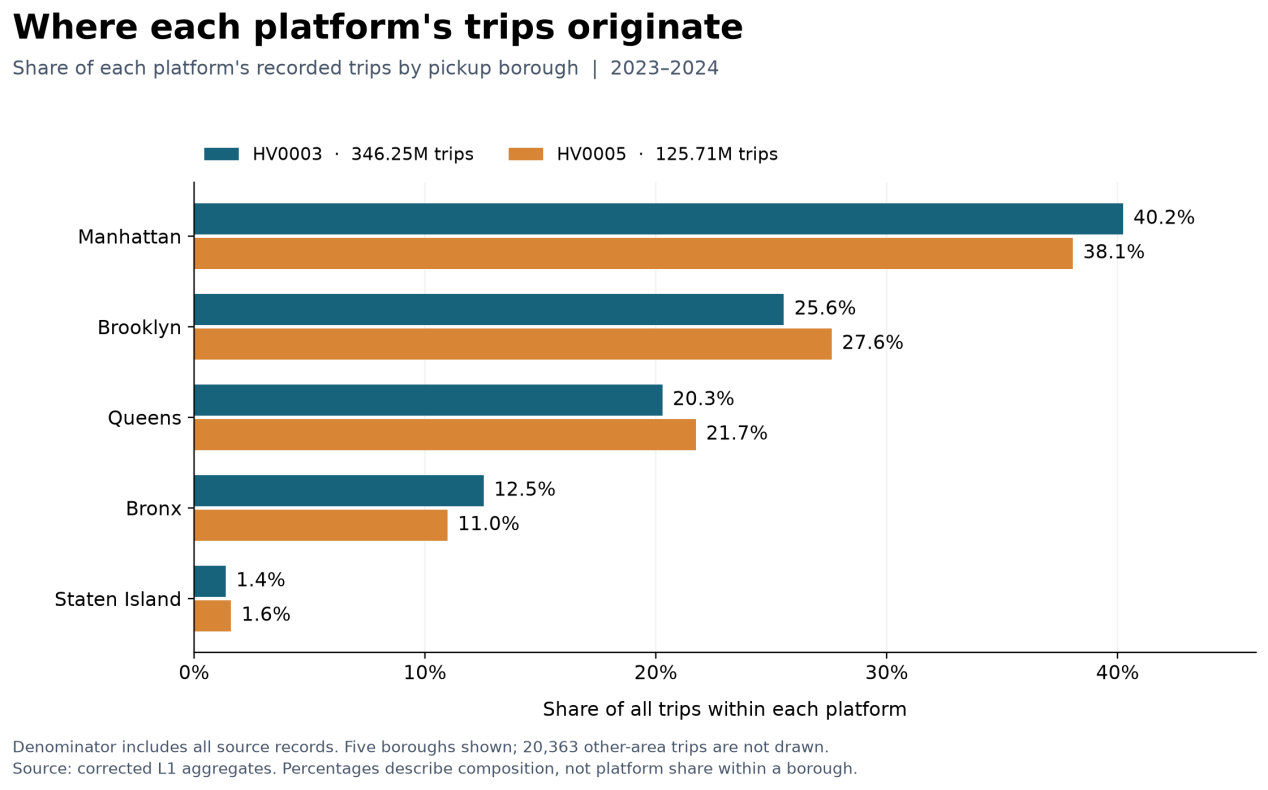 Where each platform's trips originate
Share of each platform's recorded trips by pickup borough | 2023–2024
HV0003 · 346.25M trips
HV0005 · 125.71M trips
Manhattan
40.2%
38.1%
Brooklyn
25.6%
27.6%
Queens
20.3%
21.7%
Bronx
12.5%
11.0%
Staten Island
1.4%
1.6%
0%
10%
20%
30%
40%
Share of all trips within each platform
Denominator includes all source records. Five boroughs shown; 20,363 other-area trips are not drawn.
Source: corrected L1 aggregates. Percentages describe composition, not platform share within a borough.